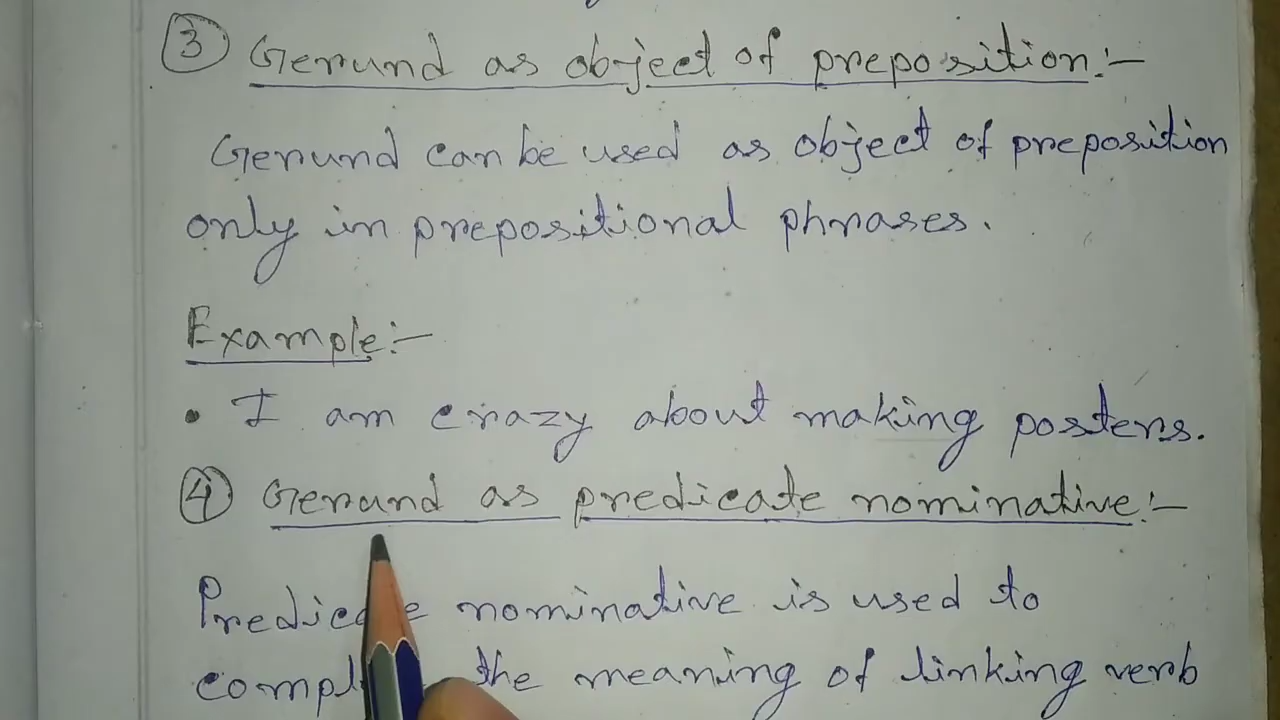 ③ Gerund as object of preposition:-
Gerund can be used as object of preposition
only in prepositional phrases.
Example:-
• I am crazy about making posters.
④ Gerund as predicate nominative:-
nominative is used to
the meaning of linking verb